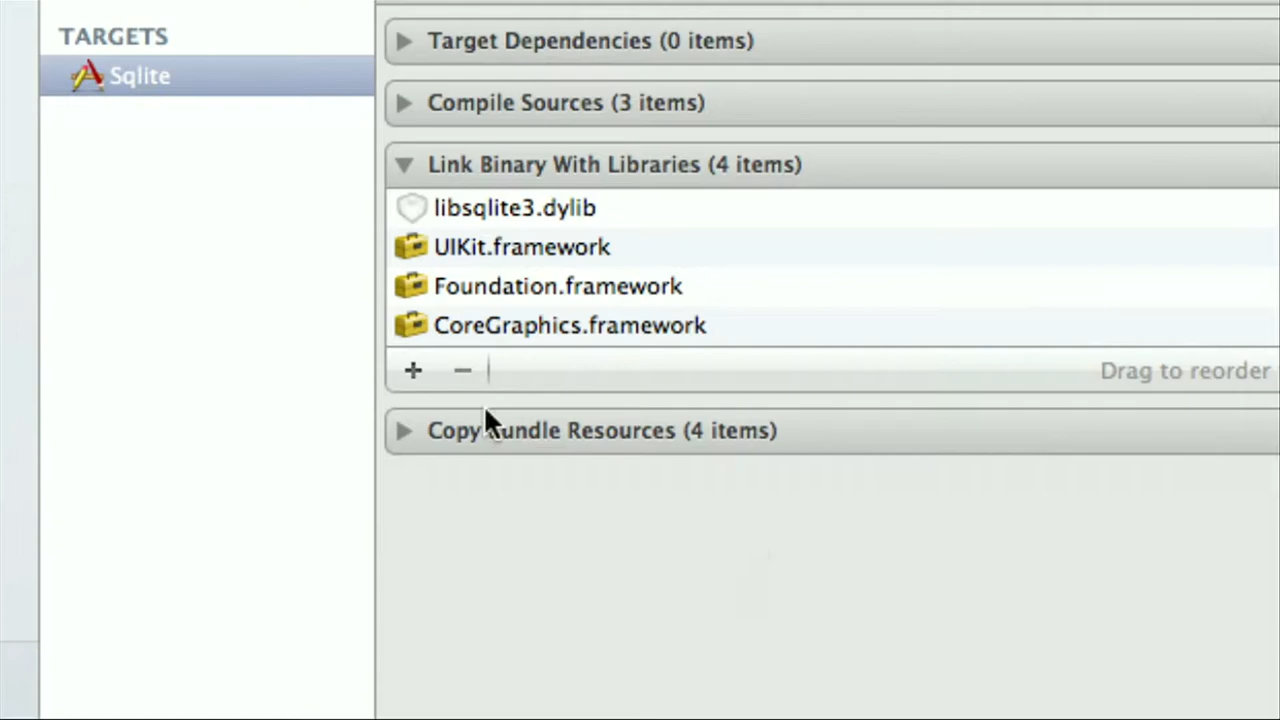 TARGETS
Sqlite
Target Dependencies (0 items)
Compile Sources (3 items)
Link Binary With Libraries (4 items)
libsqlite3.dylib
UIKit.framework
Foundation.framework
CoreGraphics.framework
Drag to reorder
Copy Bundle Resources (4 items)